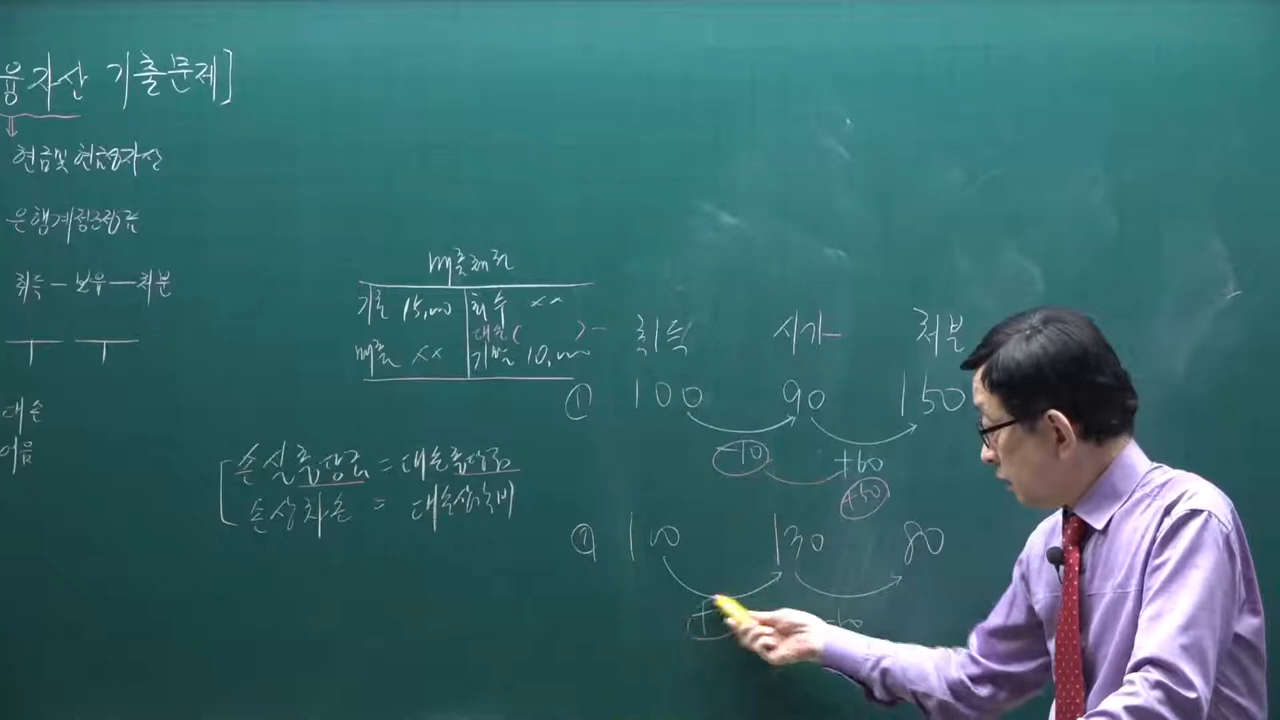 융자산 기출문제]
현금및현금성자산
은행계정조정표
취득 - 보유 - 처분
대손
어음
매출채권
기초 15,000 회수 ××
대손( )-
매출 ×× 기말 10,000
손실충당금 = 대손충당금
손상차손 = 대손상각비
취득 시가 처분
① 100 90 150
-10 +60
+50
② 100 130 80